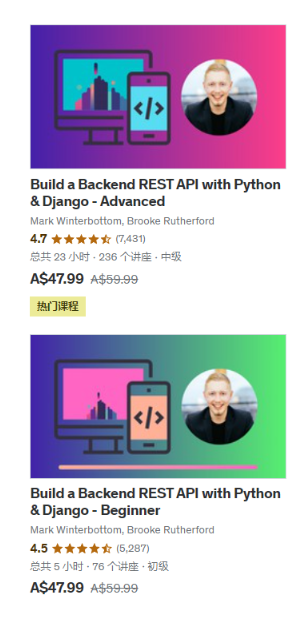 </>
Build a Backend REST API with Python
& Django - Advanced
Mark Winterbottom, Brooke Rutherford
4.7 (7,431)
总共 23 小时 · 236 个讲座 · 中级
A$47.99 A$59.99
热门课程
</>
Build a Backend REST API with Python
& Django - Beginner
Mark Winterbottom, Brooke Rutherford
4.5 (5,287)
总共 5 小时 · 76 个讲座 · 初级
A$47.99 A$59.99